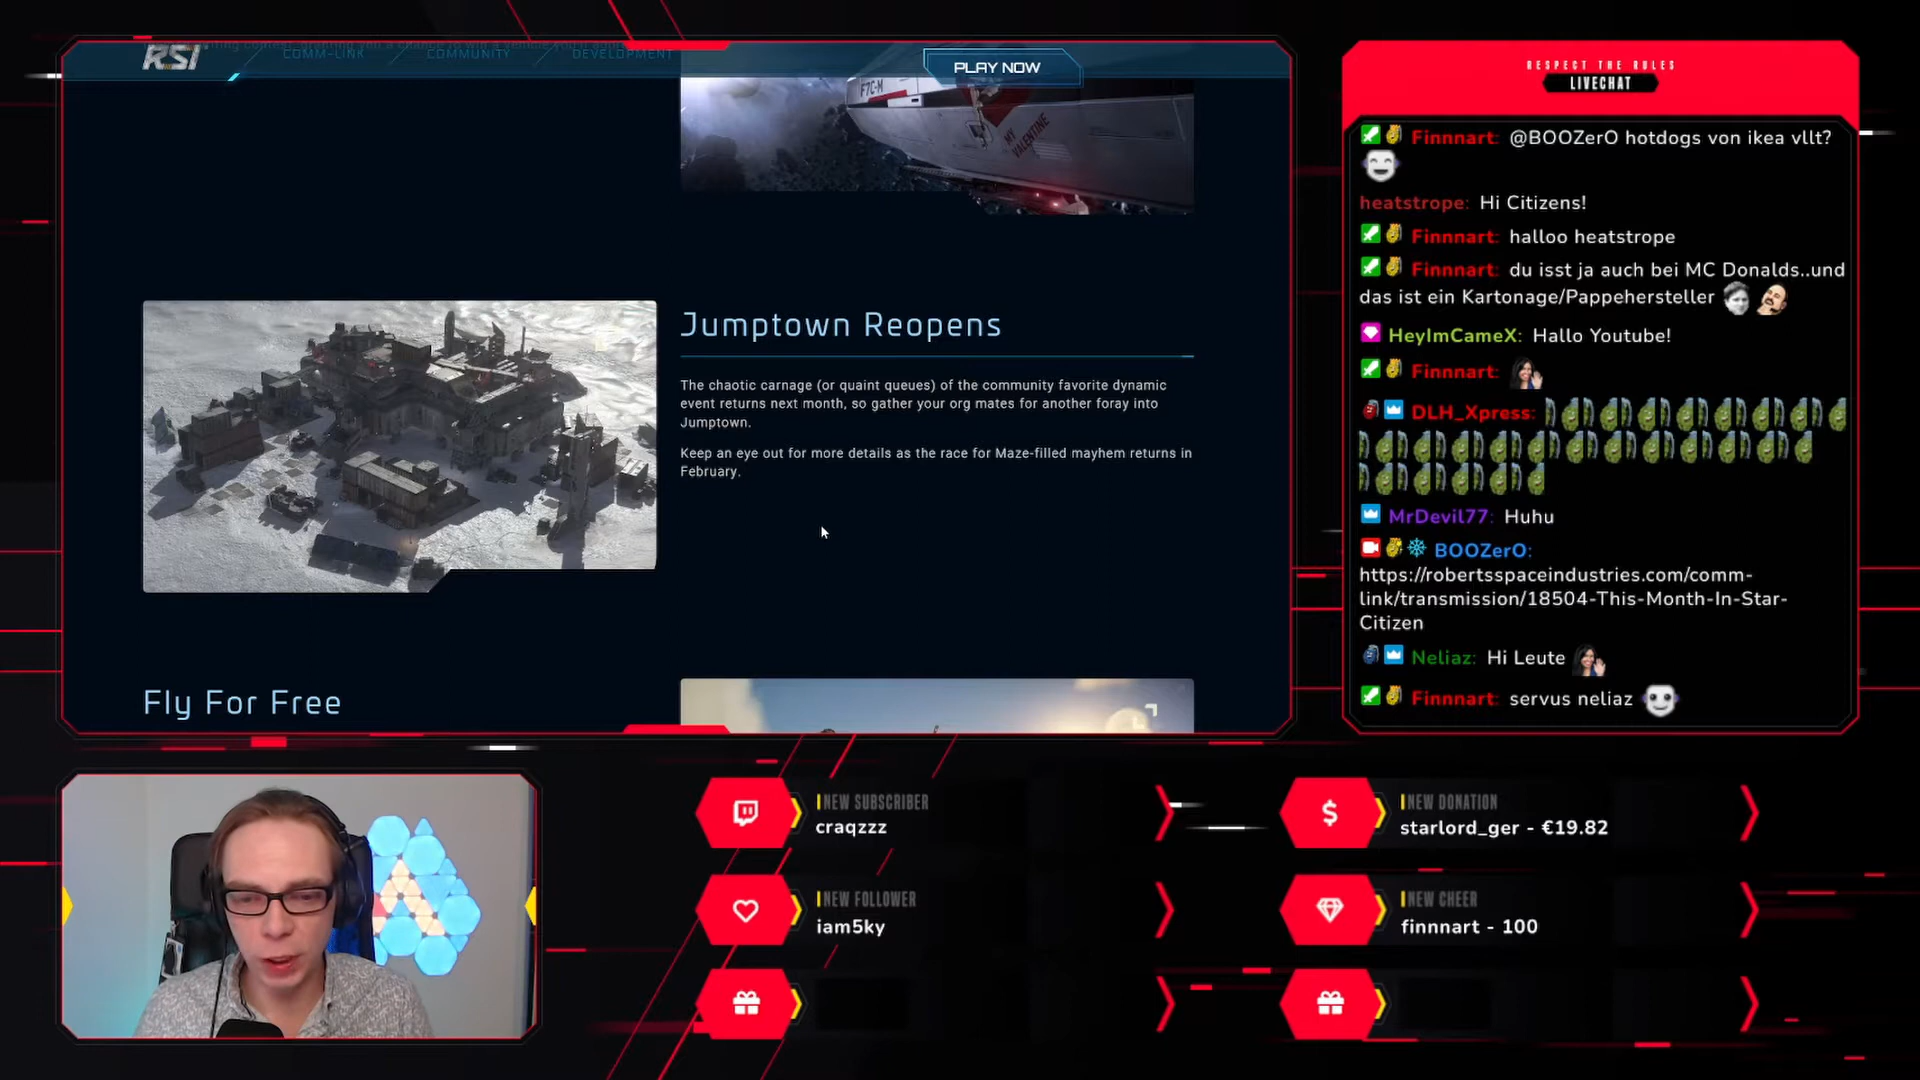 RSI
COMM-LINK
COMMUNITY
DEVELOPMENT
PLAY NOW
F7C-M
MY
VALENTINE
Jumptown Reopens
The chaotic carnage (or quaint queues) of the community favorite dynamic
event returns next month, so gather your org mates for another foray into
Jumptown.
Keep an eye out for more details as the race for Maze-filled mayhem returns in
February.
Fly For Free
RESPECT THE RULES
LIVECHAT
Finnnart: @BOOZerO hotdogs von ikea vllt?
heatstrope: Hi Citizens!
Finnnart: halloo heatstrope
Finnnart: du isst ja auch bei MC Donalds..und
das ist ein Kartonage/Pappehersteller
HeyImCameX: Hallo Youtube!
Finnnart:
DLH_Xpress:
MrDevil77: Huhu
BOOZerO:
https://robertsspaceindustries.com/comm-
link/transmission/18504-This-Month-In-Star-
Citizen
Neliaz: Hi Leute
Finnnart: servus neliaz
NEW SUBSCRIBER
craqzzz
NEW DONATION
starlord_ger - €19.82
NEW FOLLOWER
iam5ky
NEW CHEER
finnnart - 100